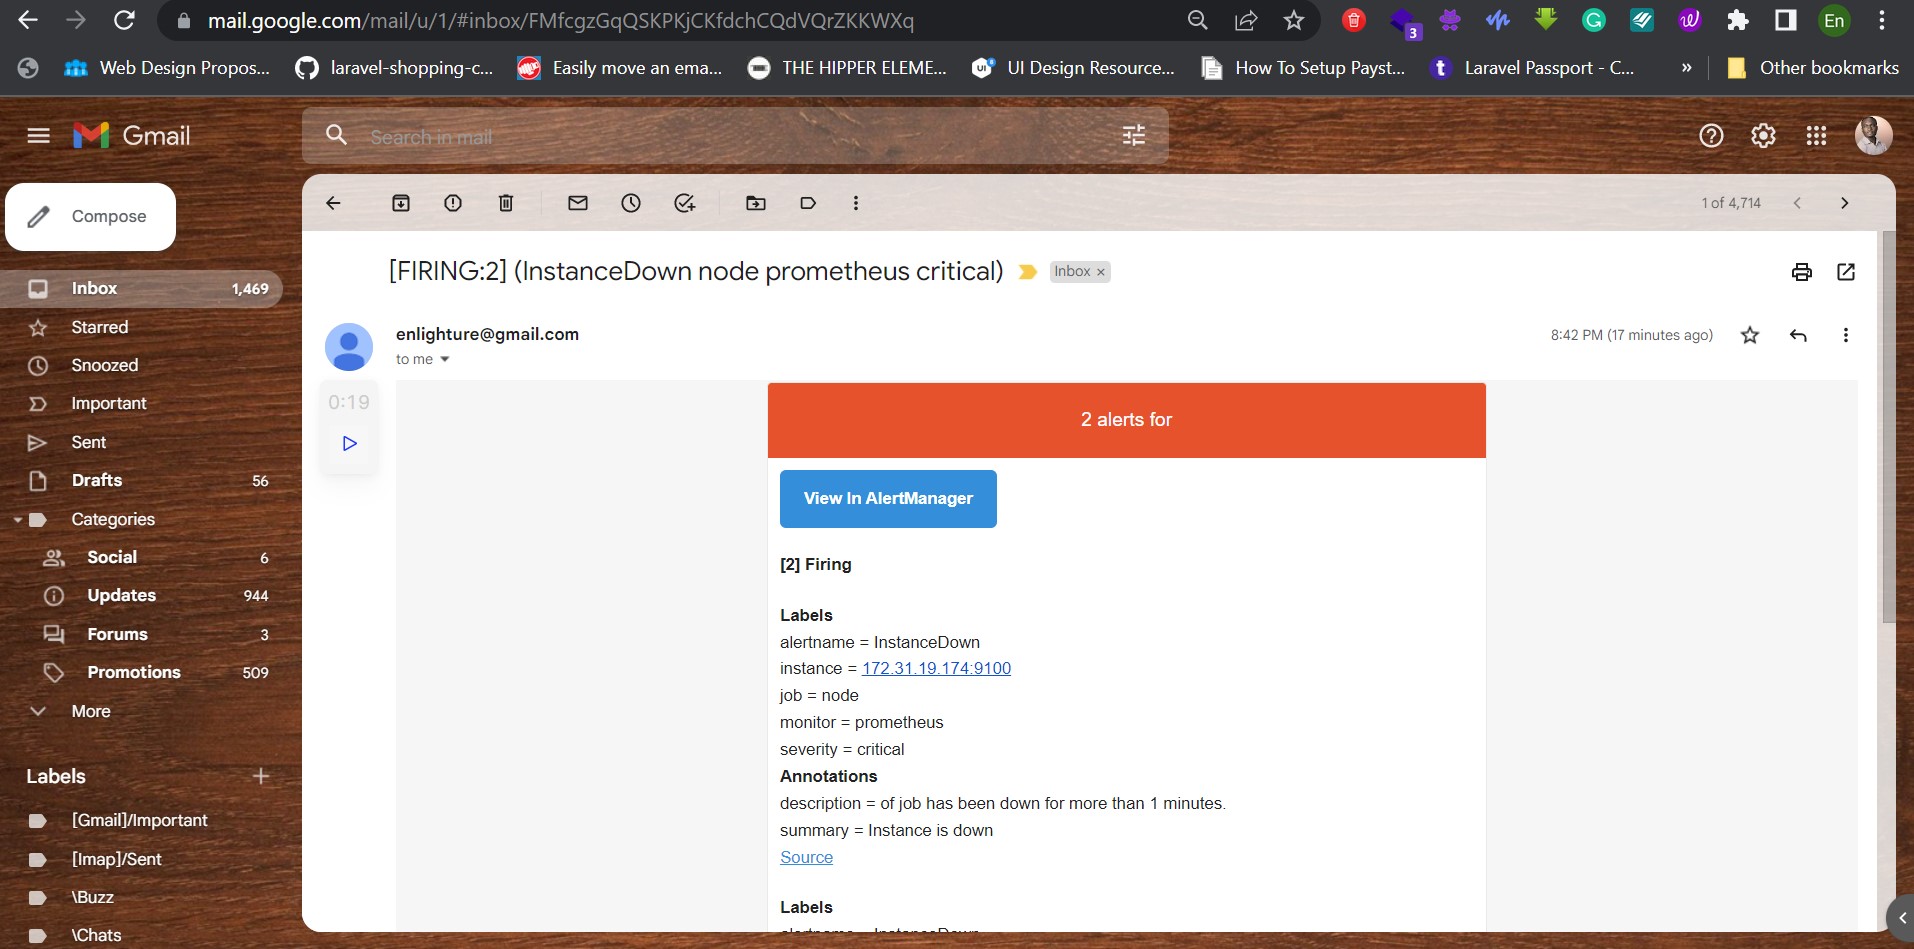 mail.google.com/mail/u/1/#inbox/FMfcgzGqQSKPKjCKfdchCQdVQrZKKWXq
3
En
Web Design Propos...
laravel-shopping-c...
Easily move an ema...
THE HIPPER ELEME...
UI Design Resource...
How To Setup Payst...
t
Laravel Passport - C...
»
Other bookmarks
Gmail
Search in mail
Compose
1 of 4,714
Inbox 1,469
Starred
Snoozed
Important
Sent
Drafts 56
Categories
Social 6
Updates 944
Forums 3
Promotions 509
More
Labels +
[Gmail]/Important
[Imap]/Sent
\Buzz
\Chats
[FIRING:2] (InstanceDown node prometheus critical)
Inbox ×
enlighture@gmail.com
8:42 PM (17 minutes ago)
to me
0:19
2 alerts for
View In AlertManager
[2] Firing
Labels
alertname = InstanceDown
instance = 172.31.19.174:9100
job = node
monitor = prometheus
severity = critical
Annotations
description = of job has been down for more than 1 minutes.
summary = Instance is down
Source
Labels
alertname = InstanceDown